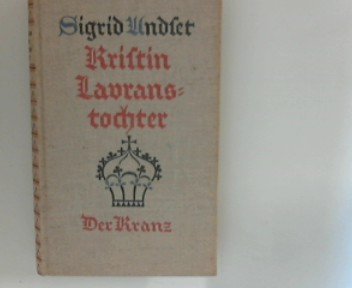 Sigrid Undset
Kristin
Lavrans-
tochter
Der Kranz